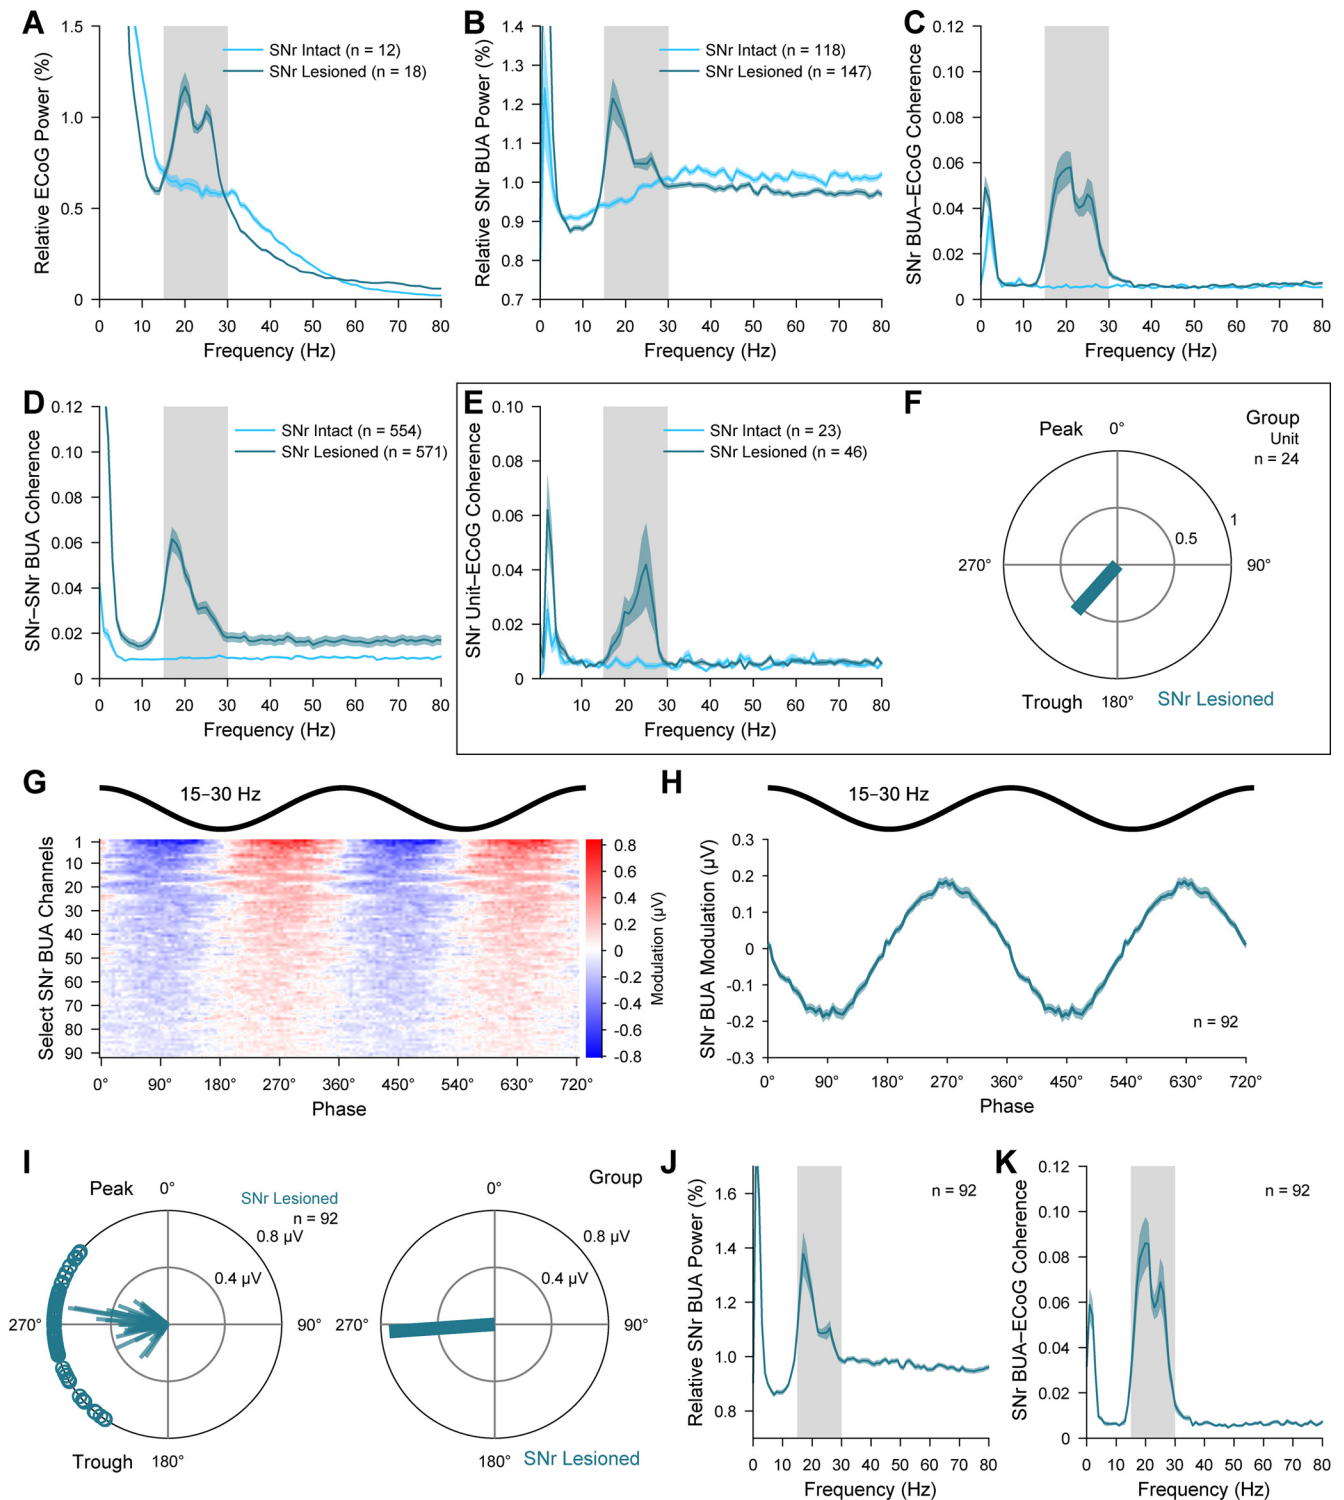 A
Relative ECoG Power (%)
1.5
1.0
0.5
0
SNr Intact (n = 12)
SNr Lesioned (n = 18)
0 10 20 30 40 50 60 70 80
Frequency (Hz)
B
Relative SNr BUA Power (%)
1.4
1.3
1.2
1.1
1.0
0.9
0.8
0.7
SNr Intact (n = 118)
SNr Lesioned (n = 147)
0 10 20 30 40 50 60 70 80
Frequency (Hz)
C
SNr BUA–ECoG Coherence
0.12
0.10
0.08
0.06
0.04
0.02
0
0 10 20 30 40 50 60 70 80
Frequency (Hz)
D
SNr–SNr BUA Coherence
0.12
0.10
0.08
0.06
0.04
0.02
0
SNr Intact (n = 554)
SNr Lesioned (n = 571)
0 10 20 30 40 50 60 70 80
Frequency (Hz)
E
SNr Unit–ECoG Coherence
0.10
0.08
0.06
0.04
0.02
0
SNr Intact (n = 23)
SNr Lesioned (n = 46)
10 20 30 40 50 60 70 80
Frequency (Hz)
F
Peak 0°
Group
Unit
n = 24
1
0.5
270° 90°
Trough 180° SNr Lesioned
G
15–30 Hz
Select SNr BUA Channels
1
10
20
30
40
50
60
70
80
90
0° 90° 180° 270° 360° 450° 540° 630° 720°
Phase
0.8
0.6
0.4
0.2
0
-0.2
-0.4
-0.6
-0.8
Modulation (µV)
H
15–30 Hz
SNr BUA Modulation (µV)
0.3
0.2
0.1
0
-0.1
-0.2
-0.3
n = 92
0° 90° 180° 270° 360° 450° 540° 630° 720°
Phase
I
Peak 0°
SNr Lesioned
n = 92
0.8 µV
0.4 µV
270° 90°
Trough 180°
Group
0°
0.8 µV
0.4 µV
270° 90°
180° SNr Lesioned
J
Relative SNr BUA Power (%)
1.6
1.4
1.2
1.0
0.8
n = 92
0 10 20 30 40 50 60 70 80
Frequency (Hz)
K
SNr BUA–ECoG Coherence
0.12
0.10
0.08
0.06
0.04
0.02
0
n = 92
0 10 20 30 40 50 60 70 80
Frequency (Hz)